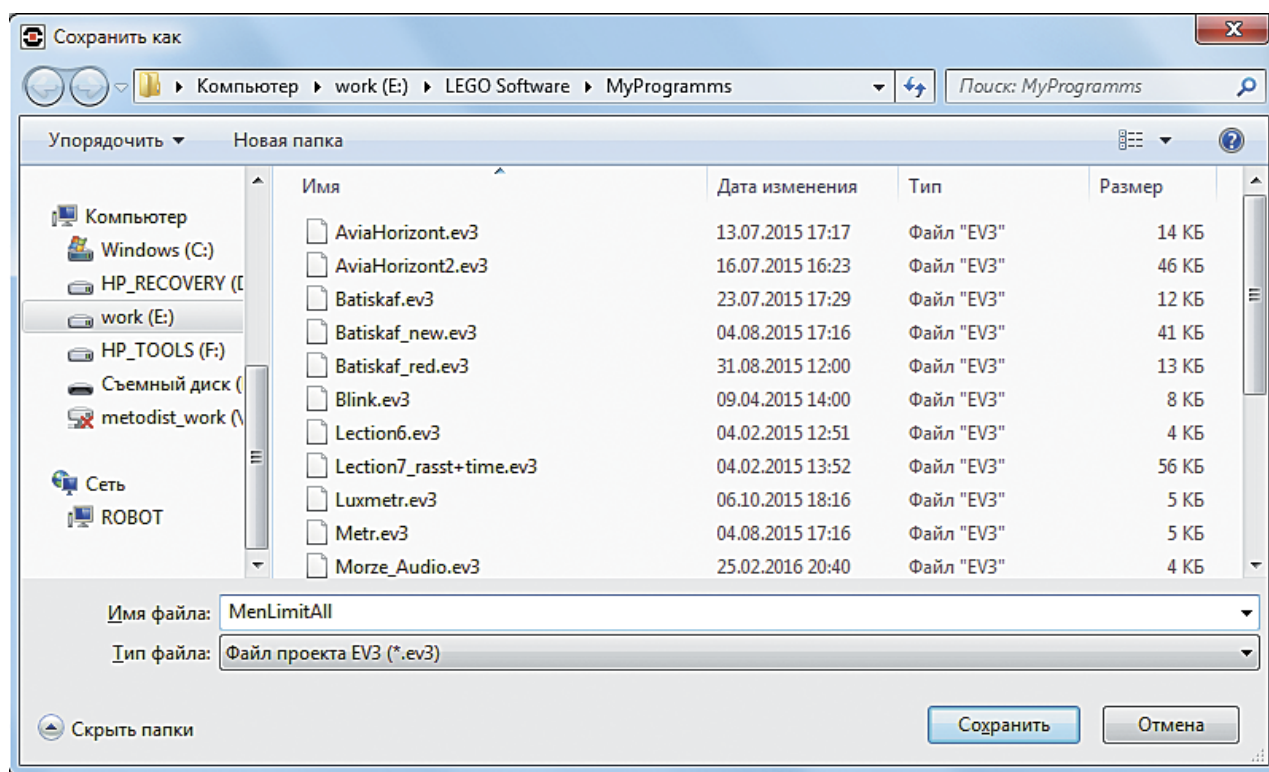 Сохранить как
Компьютер work (E:) LEGO Software MyProgramms Поиск: MyProgramms
Упорядочить Новая папка
Имя Дата изменения Тип Размер
Компьютер
Windows (C:)
HP_RECOVERY (
work (E:)
HP_TOOLS (F:)
Съемный диск (
metodist_work (\
Сеть
ROBOT
AviaHorizont.ev3 13.07.2015 17:17 Файл "EV3" 14 КБ
AviaHorizont2.ev3 16.07.2015 16:23 Файл "EV3" 46 КБ
Batiskaf.ev3 23.07.2015 17:29 Файл "EV3" 12 КБ
Batiskaf_new.ev3 04.08.2015 17:16 Файл "EV3" 41 КБ
Batiskaf_red.ev3 31.08.2015 12:00 Файл "EV3" 13 КБ
Blink.ev3 09.04.2015 14:00 Файл "EV3" 8 КБ
Lection6.ev3 04.02.2015 12:51 Файл "EV3" 4 КБ
Lection7_rasst+time.ev3 04.02.2015 13:52 Файл "EV3" 56 КБ
Luxmetr.ev3 06.10.2015 18:16 Файл "EV3" 5 КБ
Metr.ev3 04.08.2015 17:16 Файл "EV3" 5 КБ
Morze_Audio.ev3 25.02.2016 20:40 Файл "EV3" 4 КБ
Имя файла: MenLimitAll
Тип файла: Файл проекта EV3 (*.ev3)
Скрыть папки Сохранить Отмена